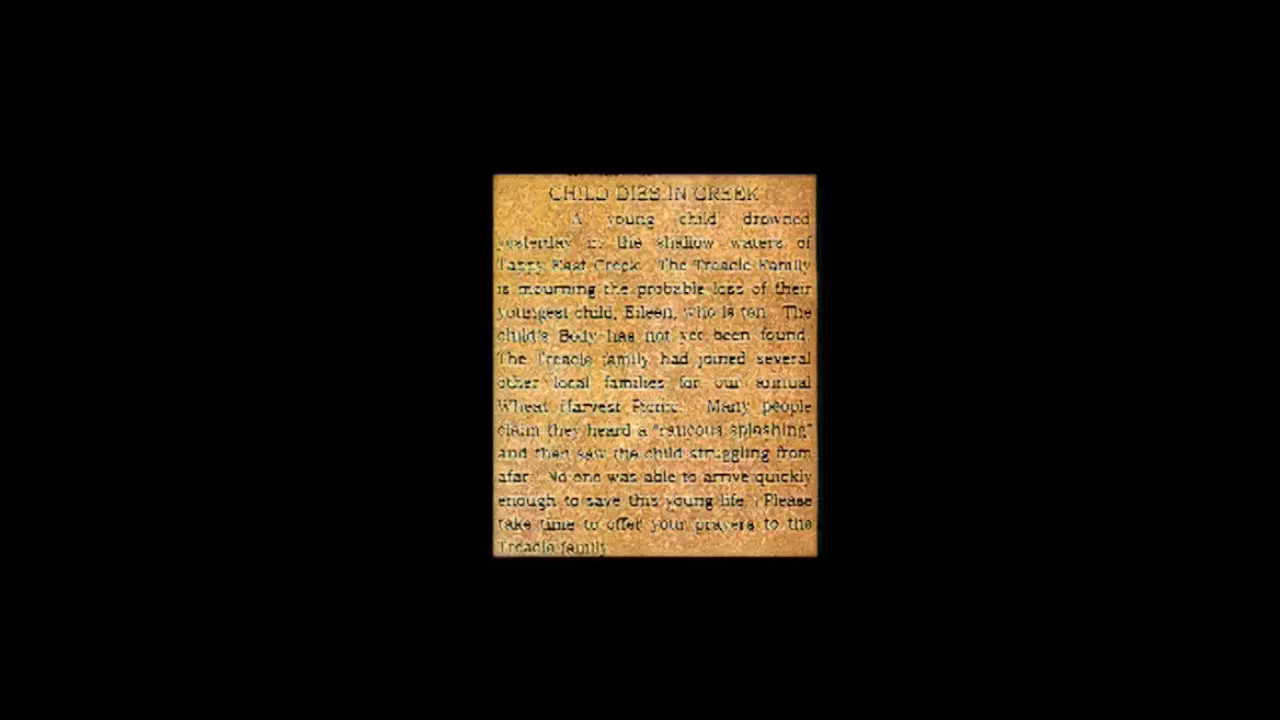 CHILD DIES IN CREEK
A young child drowned
yesterday in the shallow waters of
East Creek. The Treacle Family
is mourning the probable loss of their
youngest child, Eileen, who is ten. The
child's Body has not yet been found.
The Treacle family had joined several
other local families for our annual
Wheat Harvest Picnic. Many people
claim they heard a "raucous splashing"
and then saw the child struggling from
afar. No one was able to arrive quickly
enough to save this young life. Please
take time to offer your prayers to the
Treacle family.